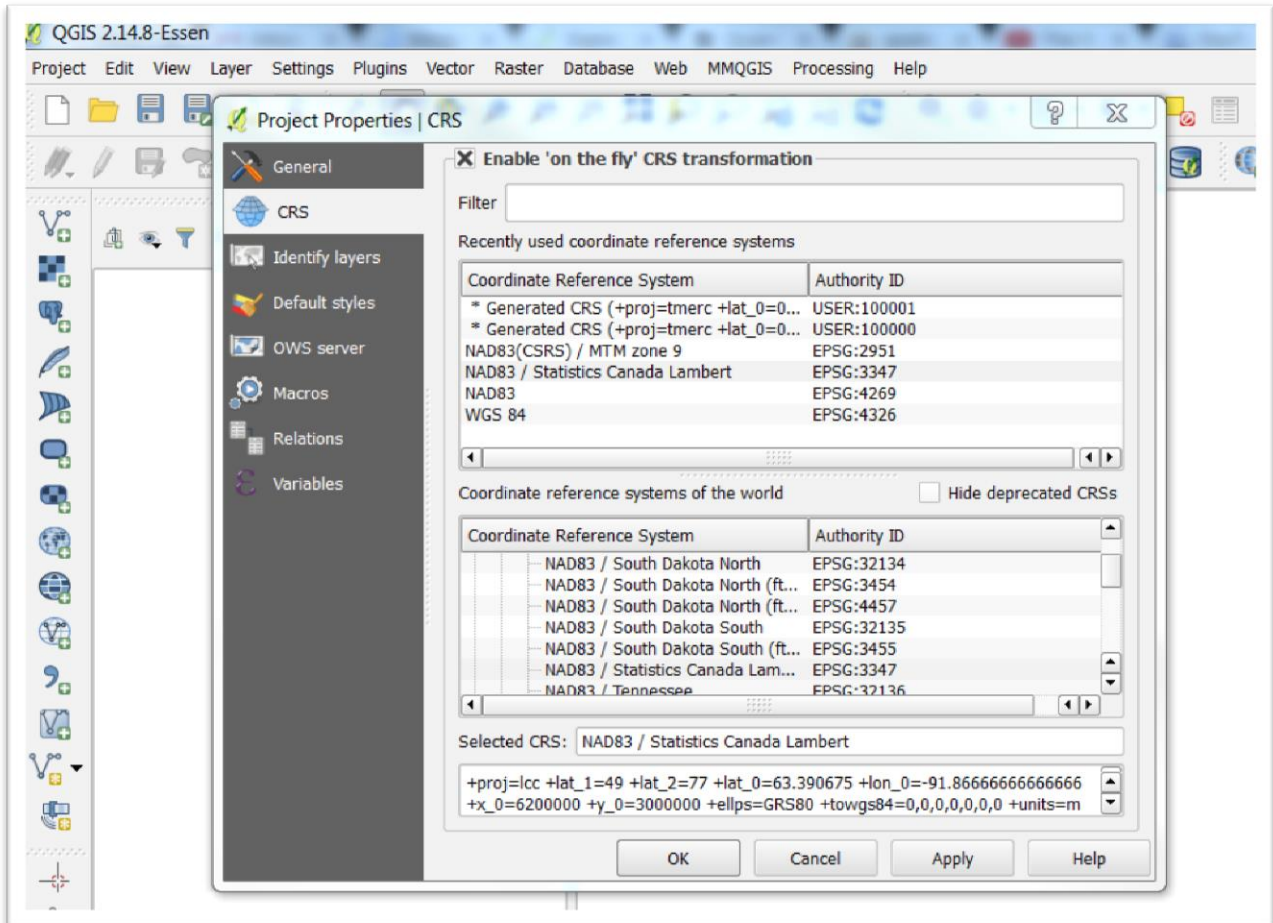 QGIS 2.14.8-Essen
Project Edit View Layer Settings Plugins Vector Raster Database Web MMQGIS Processing Help
Project Properties | CRS
General
CRS
Identify layers
Default styles
OWS server
Macros
Relations
Variables
Enable 'on the fly' CRS transformation
Filter
Recently used coordinate reference systems
Coordinate Reference System Authority ID
* Generated CRS (+proj=tmerc +lat_0=0... USER:100001
* Generated CRS (+proj=tmerc +lat_0=0... USER:100000
NAD83(CSRS) / MTM zone 9 EPSG:2951
NAD83 / Statistics Canada Lambert EPSG:3347
NAD83 EPSG:4269
WGS 84 EPSG:4326
Coordinate reference systems of the world Hide deprecated CRSs
Coordinate Reference System Authority ID
NAD83 / South Dakota North EPSG:32134
NAD83 / South Dakota North (ft... EPSG:3454
NAD83 / South Dakota North (ft... EPSG:4457
NAD83 / South Dakota South EPSG:32135
NAD83 / South Dakota South (ft... EPSG:3455
NAD83 / Statistics Canada Lam... EPSG:3347
NAD83 / Tennessee EPSG:32136
Selected CRS: NAD83 / Statistics Canada Lambert
+proj=lcc +lat_1=49 +lat_2=77 +lat_0=63.390675 +lon_0=-91.86666666666666
+x_0=6200000 +y_0=3000000 +ellps=GRS80 +towgs84=0,0,0,0,0,0,0 +units=m
OK Cancel Apply Help